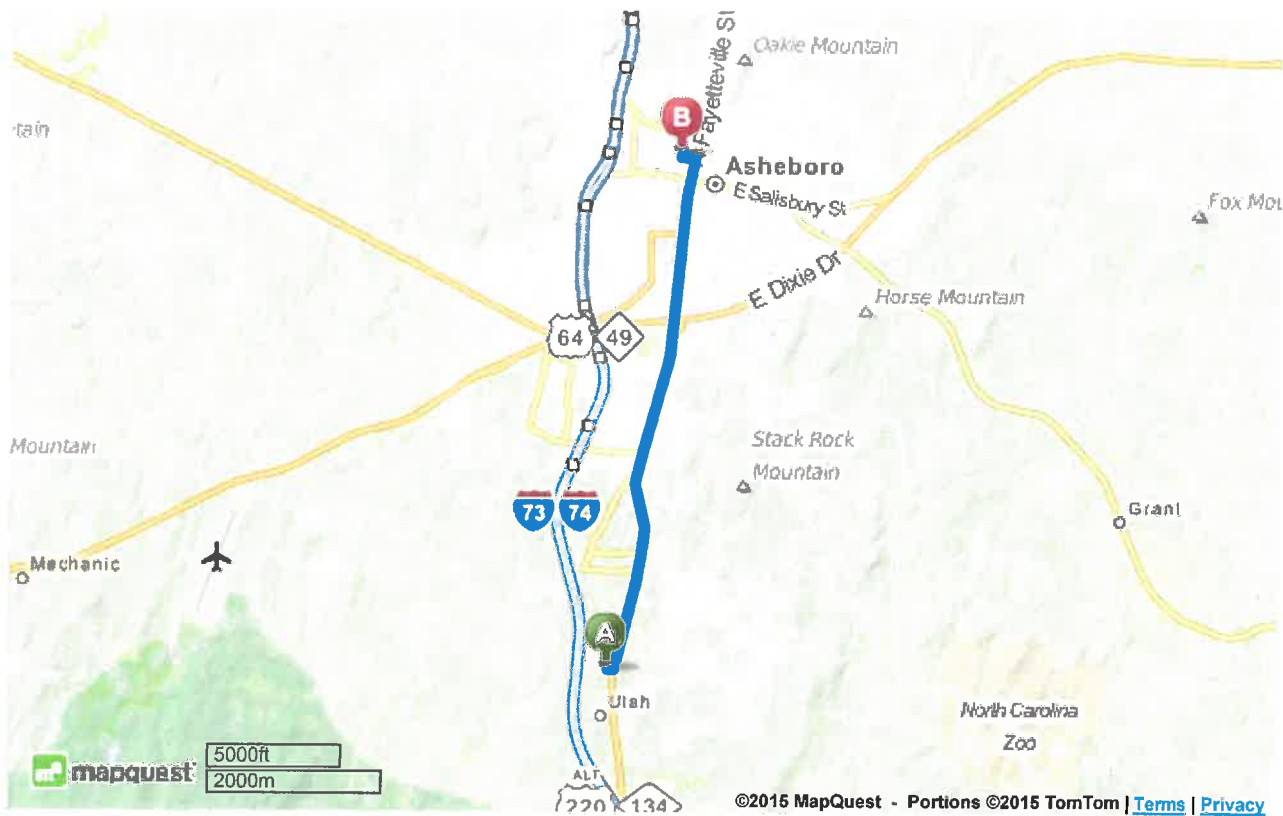 Fayetteville St
Oakie Mountain
tain
B
Asheboro
E Salisbury St
Fox Mou
E Dixie Dr
Horse Mountain
64
49
Mountain
Stack Rock
Mountain
73
74
Grant
Mechanic
A
Ulah
North Carolina
Zoo
mapquest
5000ft
2000m
ALT
220
134
©2015 MapQuest - Portions ©2015 TomTom | Terms | Privacy